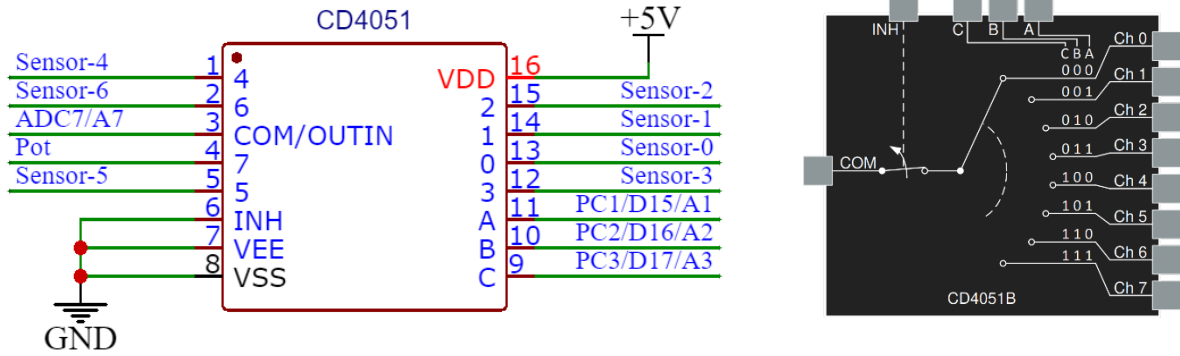 CD4051
+5V
Sensor-4 1 4 VDD 16
Sensor-6 2 6 2 15 Sensor-2
ADC7/A7 3 COM/OUTIN 1 14 Sensor-1
Pot 4 7 0 13 Sensor-0
Sensor-5 5 5 3 12 Sensor-3
6 INH A 11 PC1/D15/A1
7 VEE B 10 PC2/D16/A2
8 VSS C 9 PC3/D17/A3
GND
INH C B A
C B A
COM
0 0 0 Ch 0
0 0 1 Ch 1
0 1 0 Ch 2
0 1 1 Ch 3
1 0 0 Ch 4
1 0 1 Ch 5
1 1 0 Ch 6
1 1 1 Ch 7
CD4051B